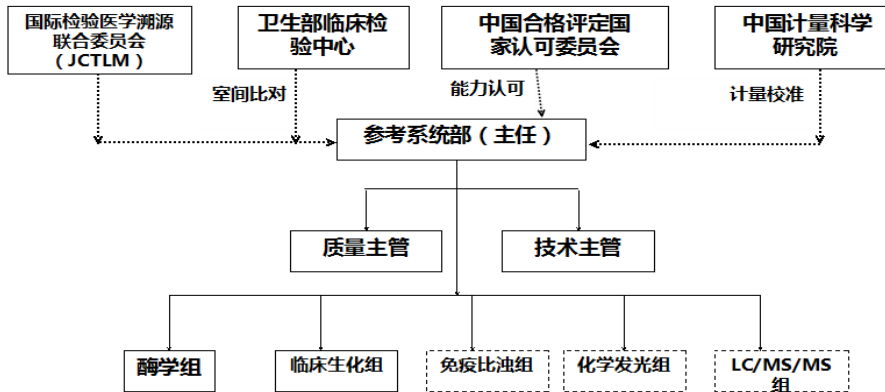 国际检验医学溯源
联合委员会
（JCTLM）
卫生部临床检
验中心
中国合格评定国
家认可委员会
中国计量科学
研究院
室间比对
能力认可
计量校准
参考系统部（主任）
质量主管
技术主管
酶学组
临床生化组
免疫比浊组
化学发光组
LC/MS/MS
组